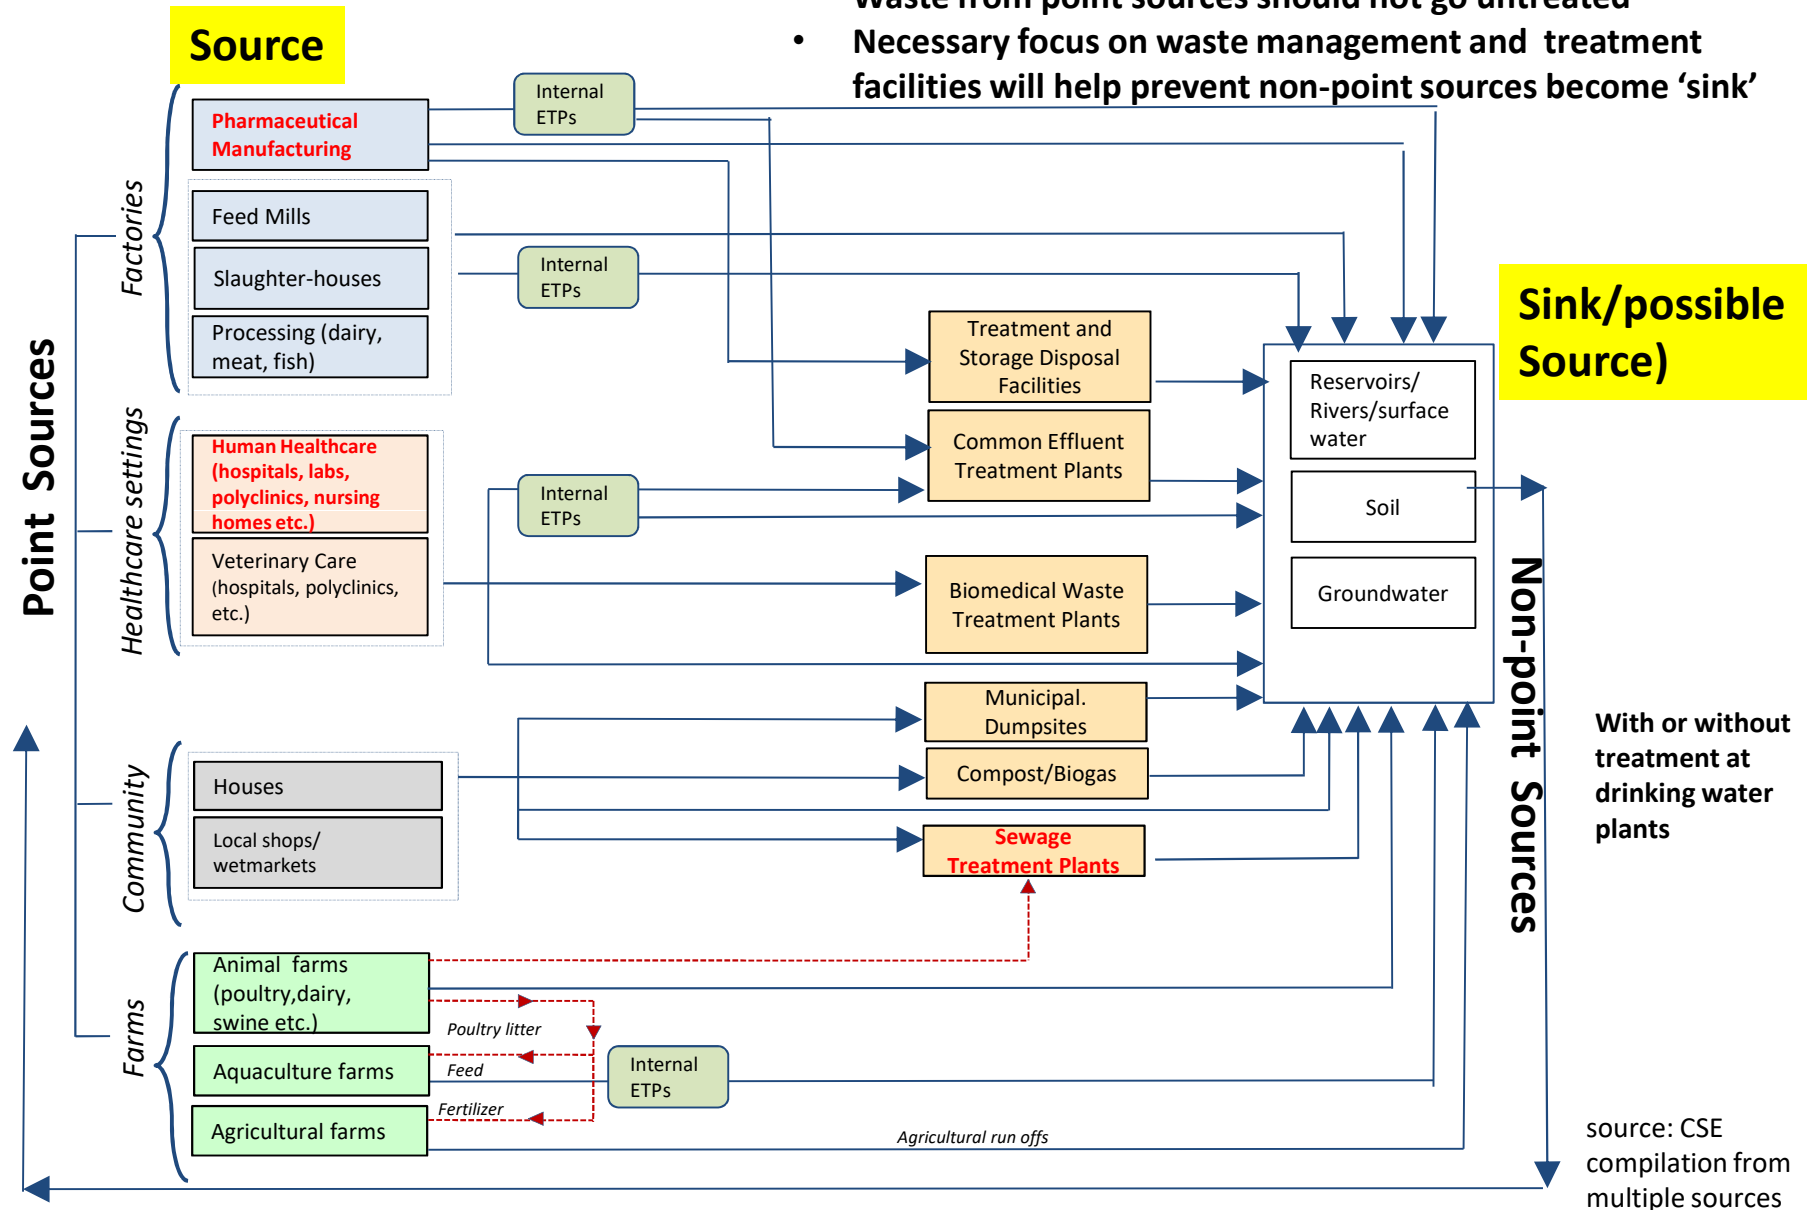 Waste from point sources should not go untreated
• Necessary focus on waste management and treatment
facilities will help prevent non-point sources become ‘sink’
Source
Point Sources
Factories
Pharmaceutical
Manufacturing
Feed Mills
Slaughter-houses
Processing (dairy,
meat, fish)
Internal
ETPs
Internal
ETPs
Healthcare settings
Human Healthcare
(hospitals, labs,
polyclinics, nursing
homes etc.)
Veterinary Care
(hospitals, polyclinics,
etc.)
Internal
ETPs
Community
Houses
Local shops/
wetmarkets
Farms
Animal farms
(poultry,dairy,
swine etc.)
Aquaculture farms
Agricultural farms
Poultry litter
Feed
Fertilizer
Internal
ETPs
Agricultural run offs
Treatment and
Storage Disposal
Facilities
Common Effluent
Treatment Plants
Biomedical Waste
Treatment Plants
Municipal.
Dumpsites
Compost/Biogas
Sewage
Treatment Plants
Sink/possible
Source)
Reservoirs/
Rivers/surface
water
Soil
Groundwater
Non-point Sources
With or without
treatment at
drinking water
plants
source: CSE
compilation from
multiple sources